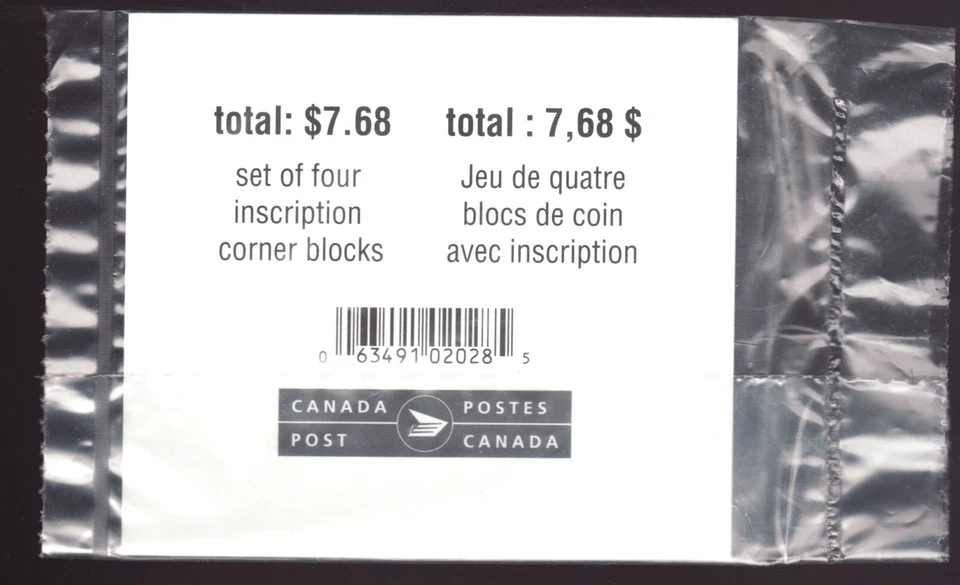 total: $7.68
set of four
inscription
corner blocks
total : 7,68 $
Jeu de quatre
blocs de coin
avec inscription
0 63491 02028 5
CANADA POSTES
POST CANADA